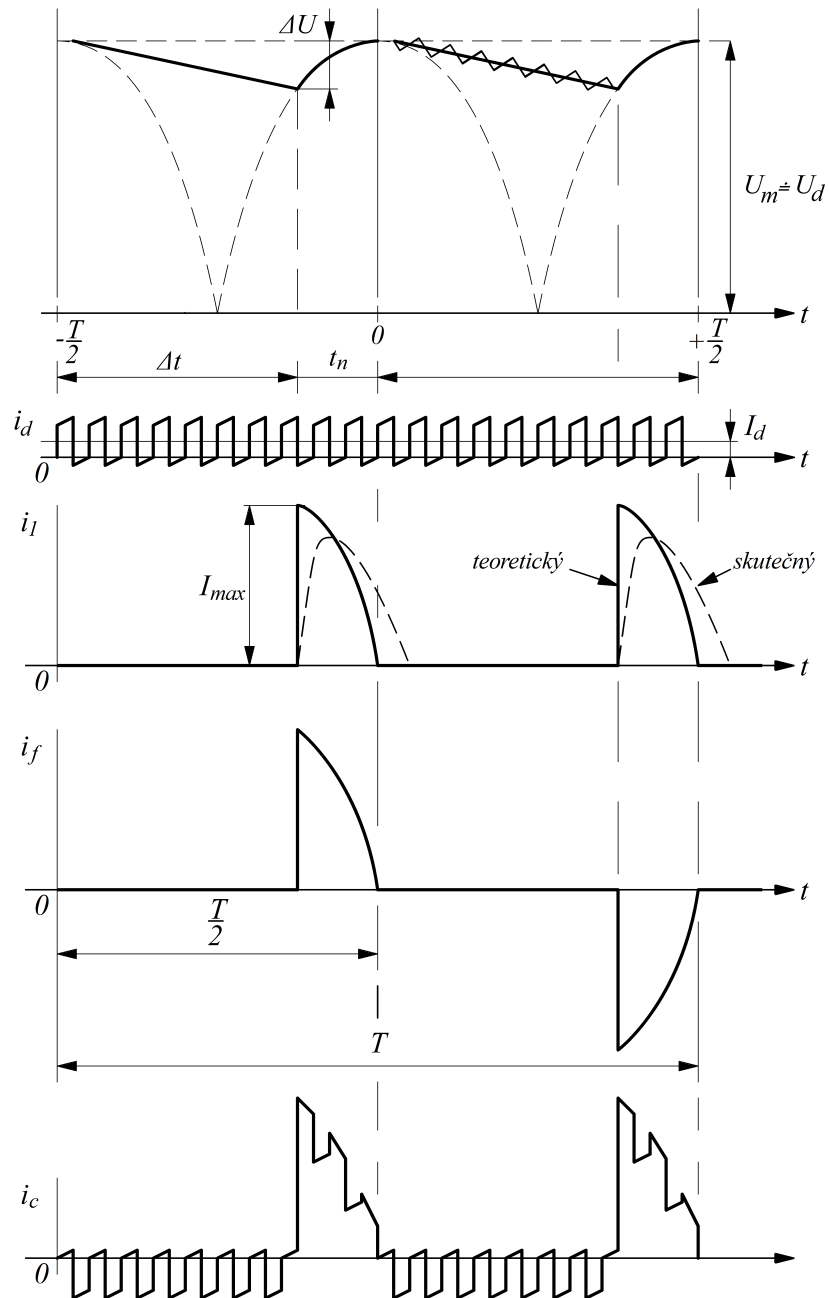 ΔU
U_m ≐ U_d
-T/2
0
+T/2
t
Δt
t_n
i_d
I_d
0
t
i_1
teoretický
skutečný
I_max
0
t
i_f
0
t
T/2
T
i_c
0
t